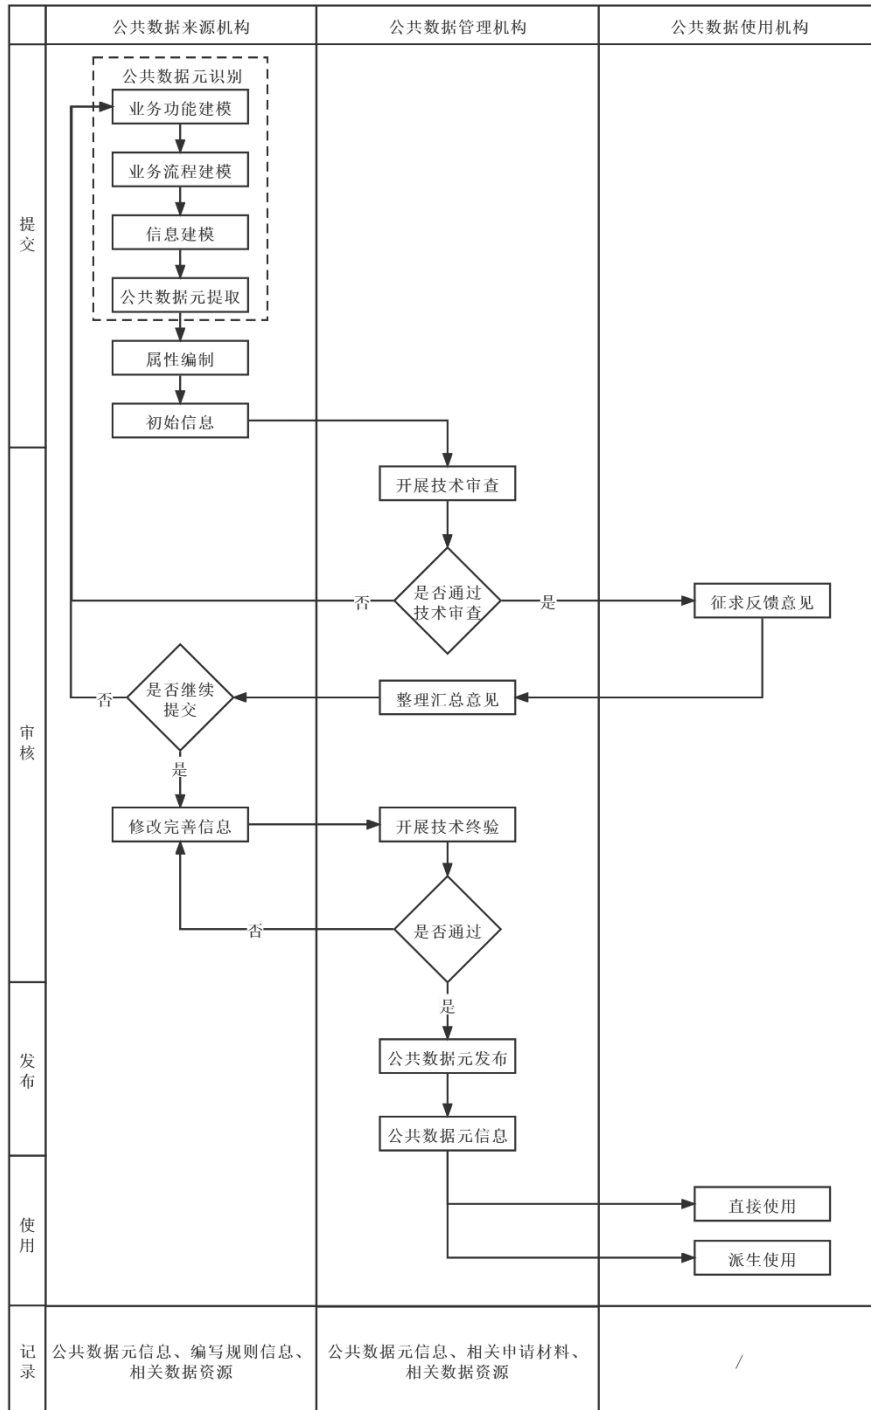 公共数据来源机构
公共数据管理机构
公共数据使用机构
提
交
公共数据元识别
业务功能建模
业务流程建模
信息建模
公共数据元提取
属性编制
初始信息
审
核
开展技术审查
是否通过
技术审查
否
是
征求反馈意见
整理汇总意见
是否继续
提交
否
是
修改完善信息
开展技术终验
是否通过
否
是
发
布
公共数据元发布
公共数据元信息
使
用
直接使用
派生使用
记
录
公共数据元信息、编写规则信息、
相关数据资源
公共数据元信息、相关申请材料、
相关数据资源
/